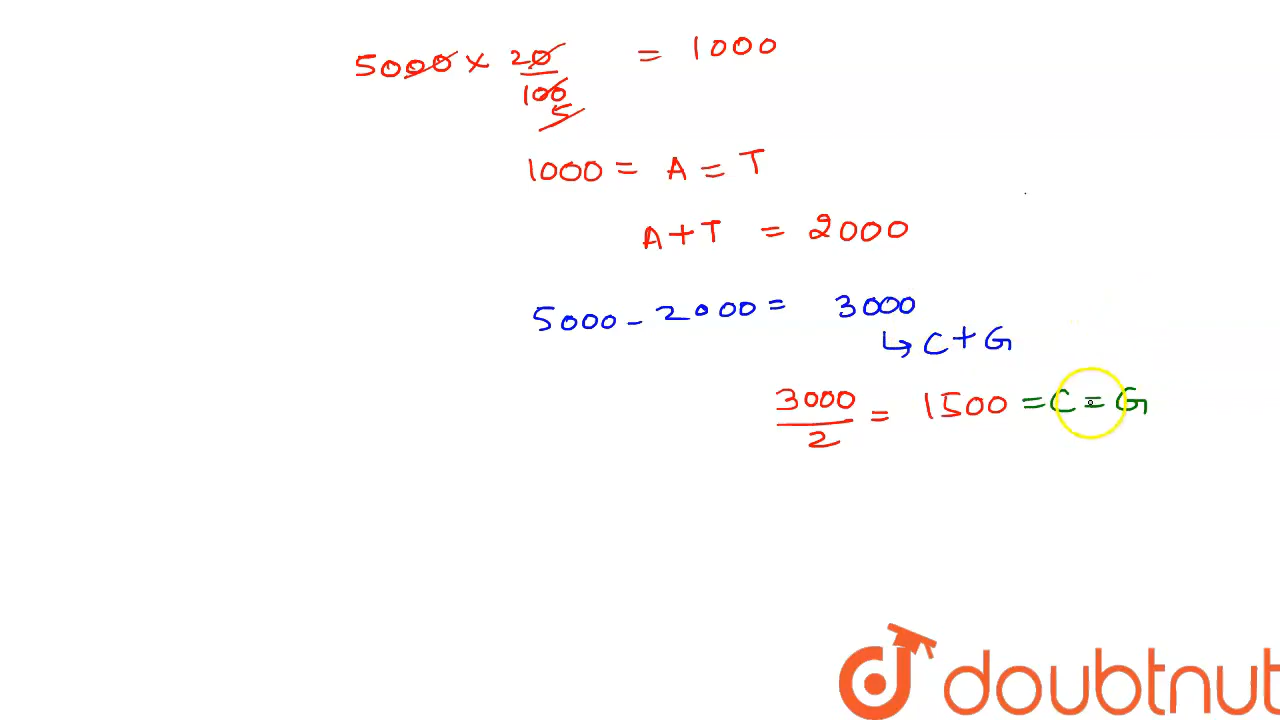 5000 × 20/100 = 1000
5
1000 = A = T
A + T = 2000
5000 - 2000 = 3000
↳ C + G
3000/2 = 1500 = C = G
doubtnut